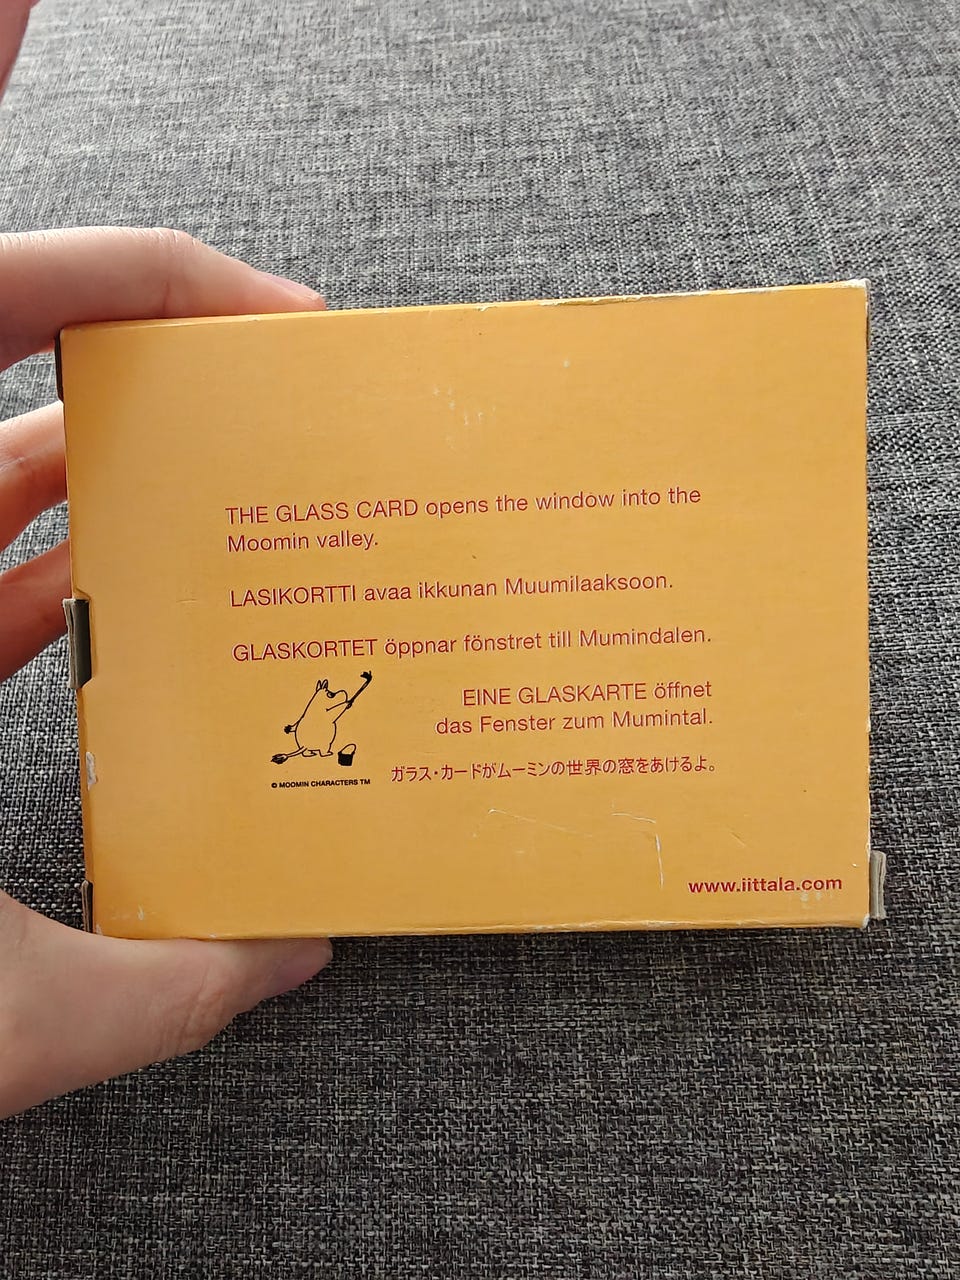 THE GLASS CARD opens the window into the
Moomin valley.
LASIKORTTI avaa ikkunan Muumilaaksoon.
GLASKORTET öppnar fönstret till Mumindalen.
EINE GLASKARTE öffnet
das Fenster zum Mumintal.
© MOOMIN CHARACTERS TM
ガラス・カードがムーミンの世界の窓をあけるよ。
www.iittala.com